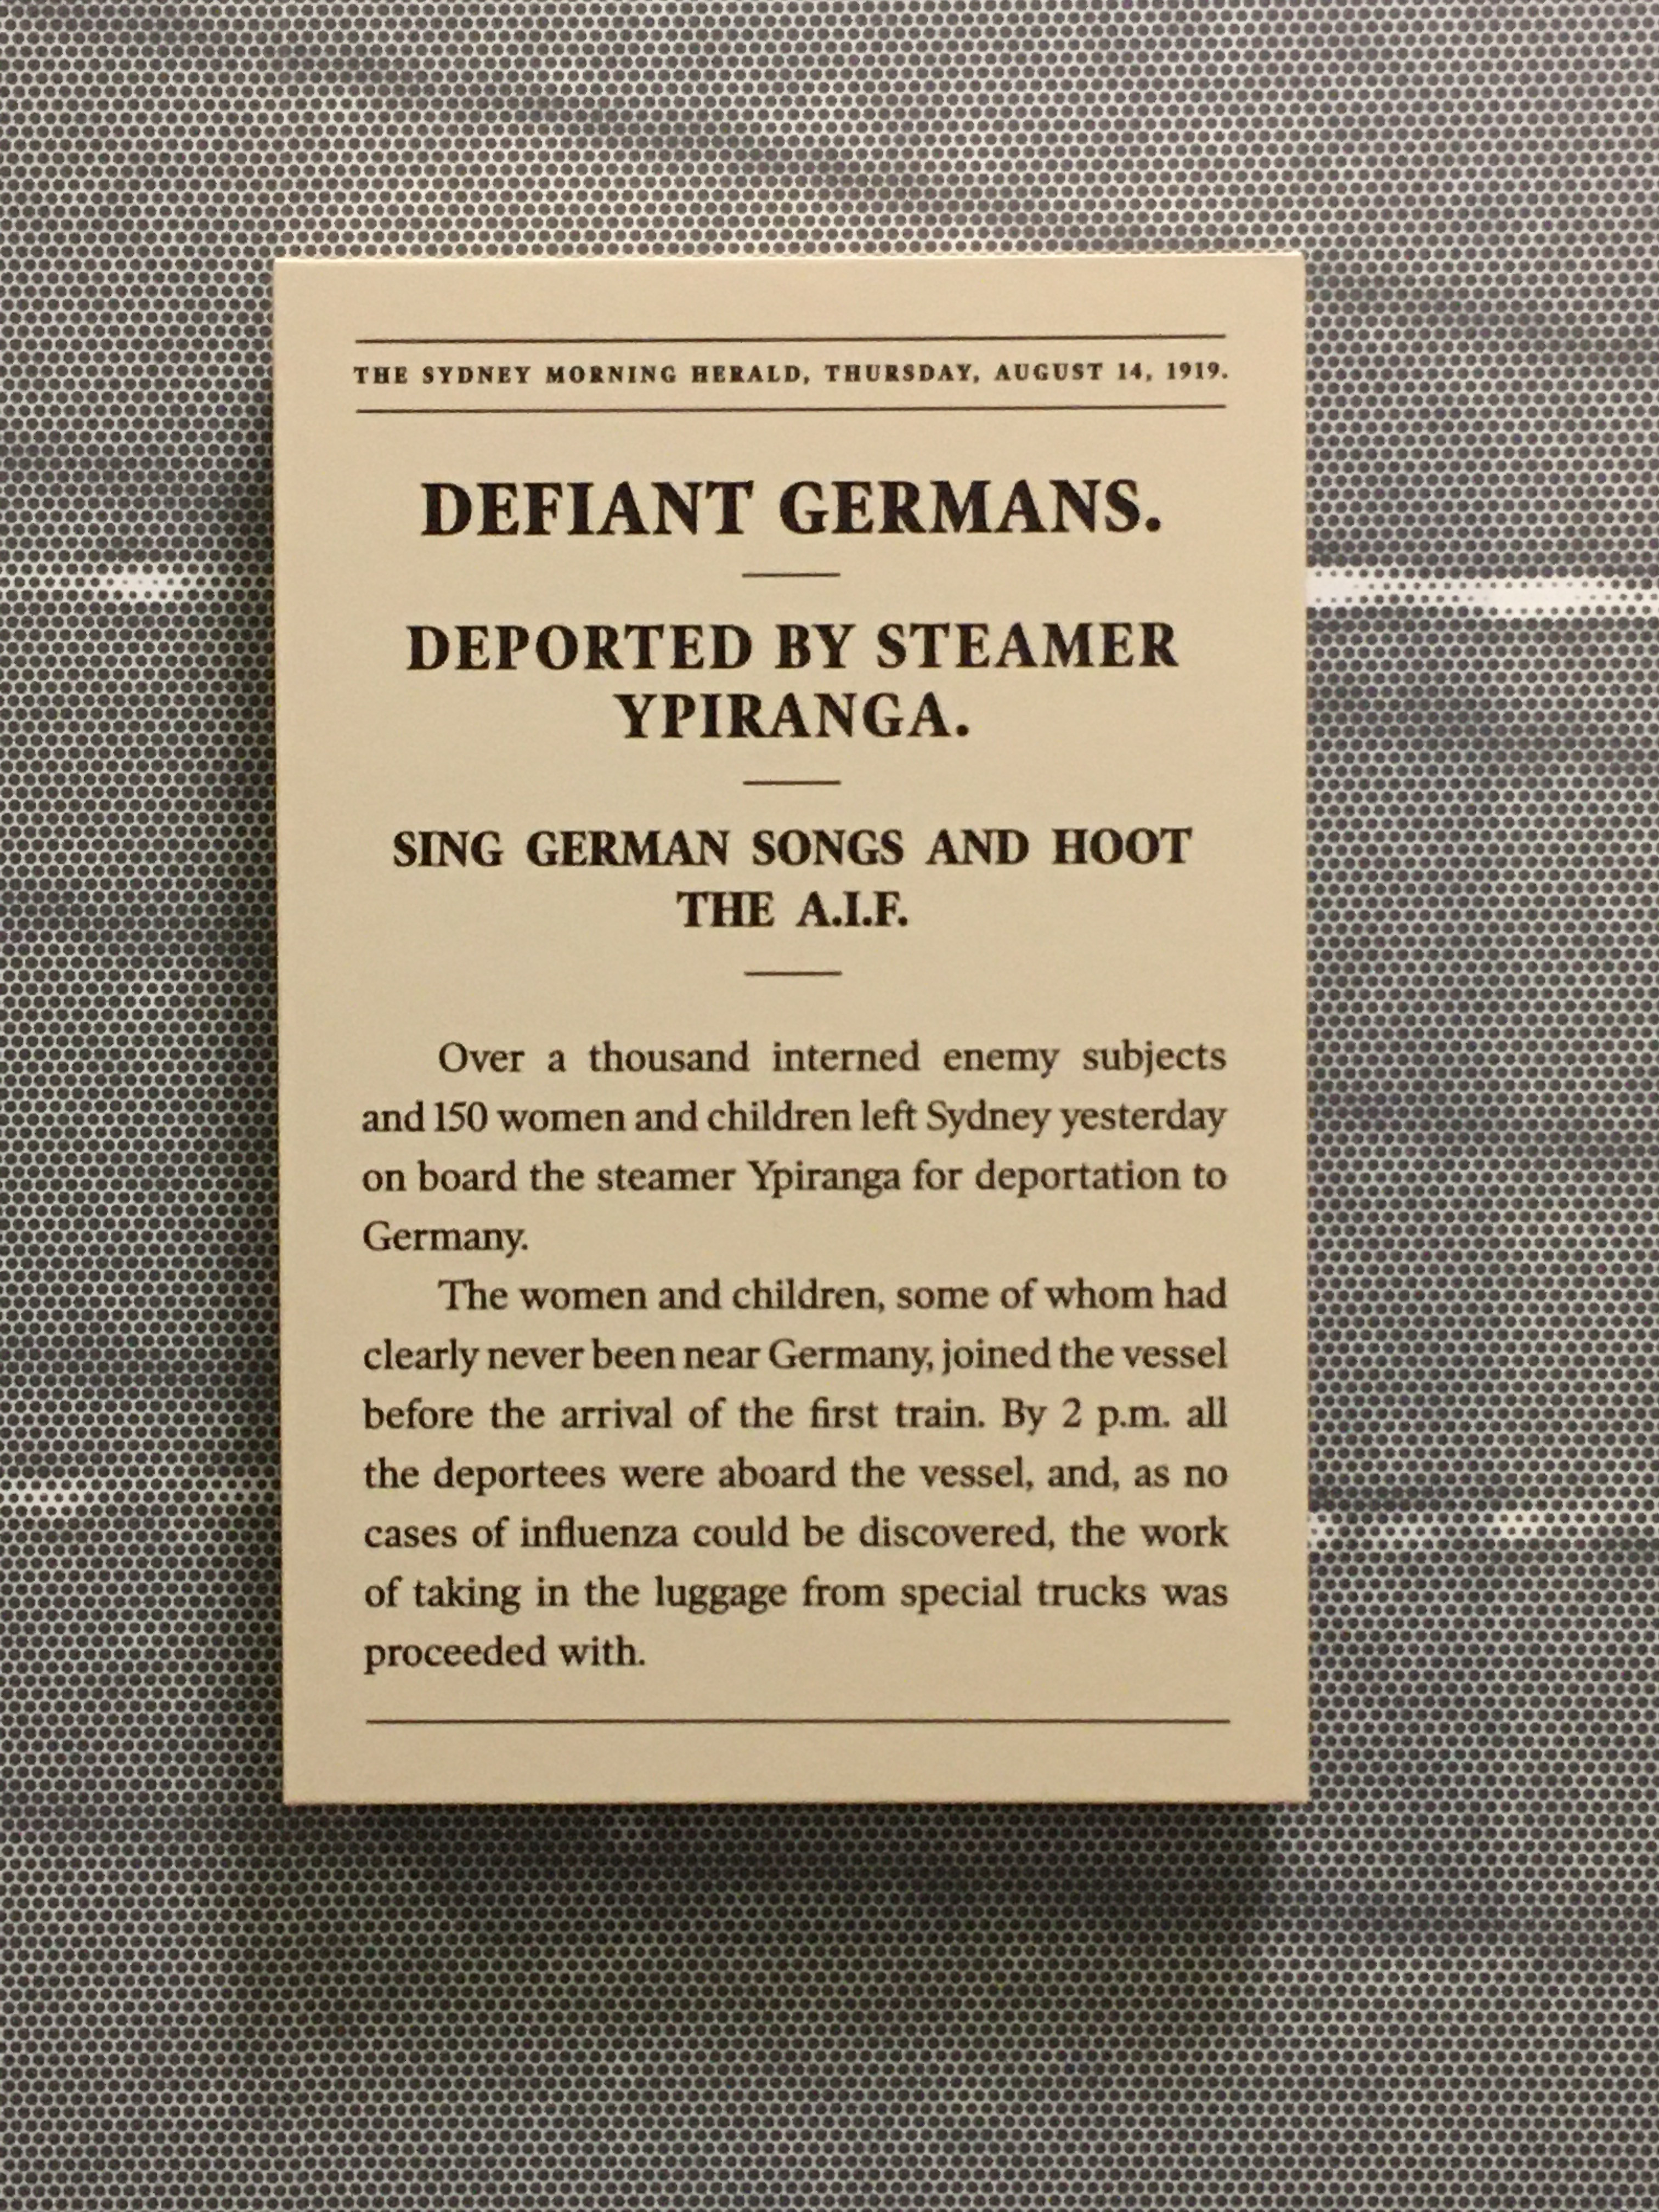 THE SYDNEY MORNING HERALD, THURSDAY, AUGUST 14, 1919.
DEFIANT GERMANS.
DEPORTED BY STEAMER
YPIRANGA.
SING GERMAN SONGS AND HOOT
THE A.I.F.
Over a thousand interned enemy subjects
and 150 women and children left Sydney yesterday
on board the steamer Ypiranga for deportation to
Germany.
The women and children, some of whom had
clearly never been near Germany, joined the vessel
before the arrival of the first train. By 2 p.m. all
the deportees were aboard the vessel, and, as no
cases of influenza could be discovered, the work
of taking in the luggage from special trucks was
proceeded with.